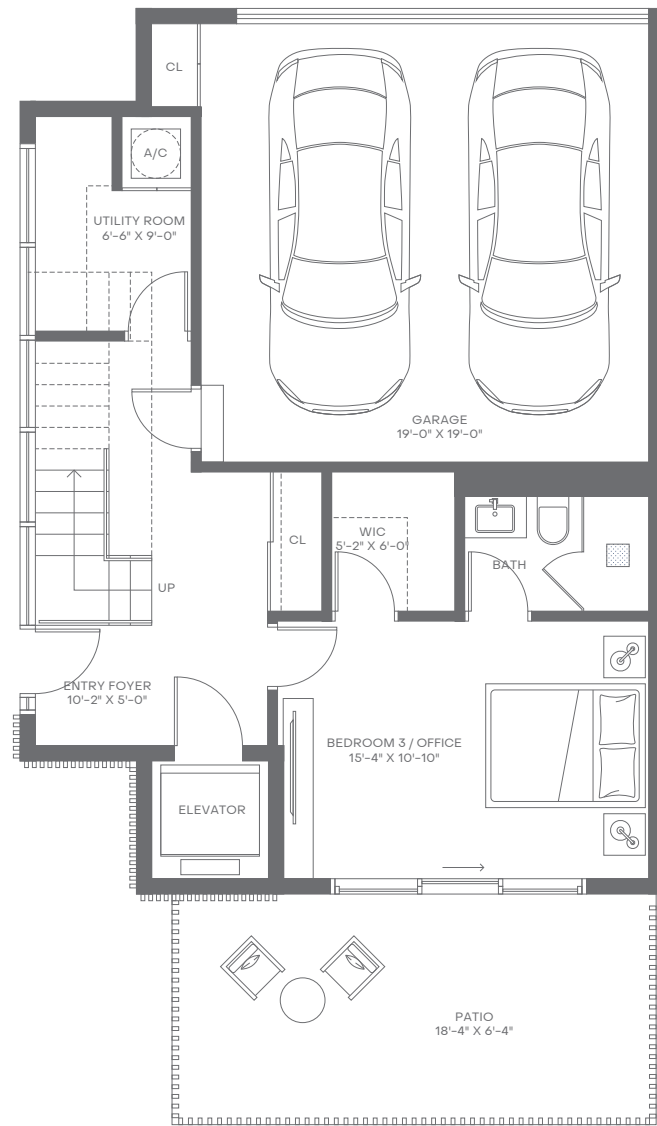 CL
A/C
UTILITY ROOM
6'-6" X 9'-0"
GARAGE
19'-0" X 19'-0"
CL
WIC
5'-2" X 6'-0"
BATH
UP
ENTRY FOYER
10'-2" X 5'-0"
BEDROOM 3 / OFFICE
15'-4" X 10'-10"
ELEVATOR
PATIO
18'-4" X 6'-4"